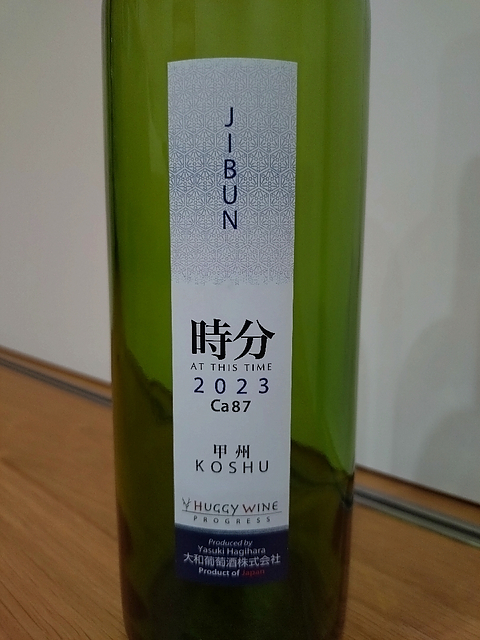 JIBUN
時分
AT THIS TIME
2023
Ca87
甲州
KOSHU
HUGGY WINE
PROGRESS
Produced by
Yasuki Hagihara
大和葡萄酒株式会社
Product of Japan